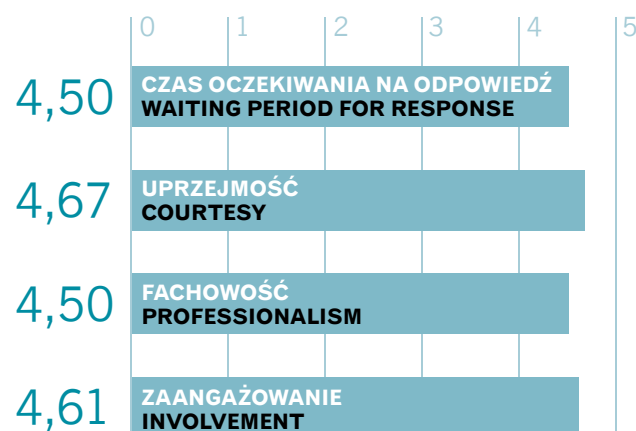 0 1 2 3 4 5
4,50 CZAS OCZEKIWANIA NA ODPOWIEDŹ
WAITING PERIOD FOR RESPONSE
4,67 UPRZEJMOŚĆ
COURTESY
4,50 FACHOWOŚĆ
PROFESSIONALISM
4,61 ZAANGAŻOWANIE
INVOLVEMENT